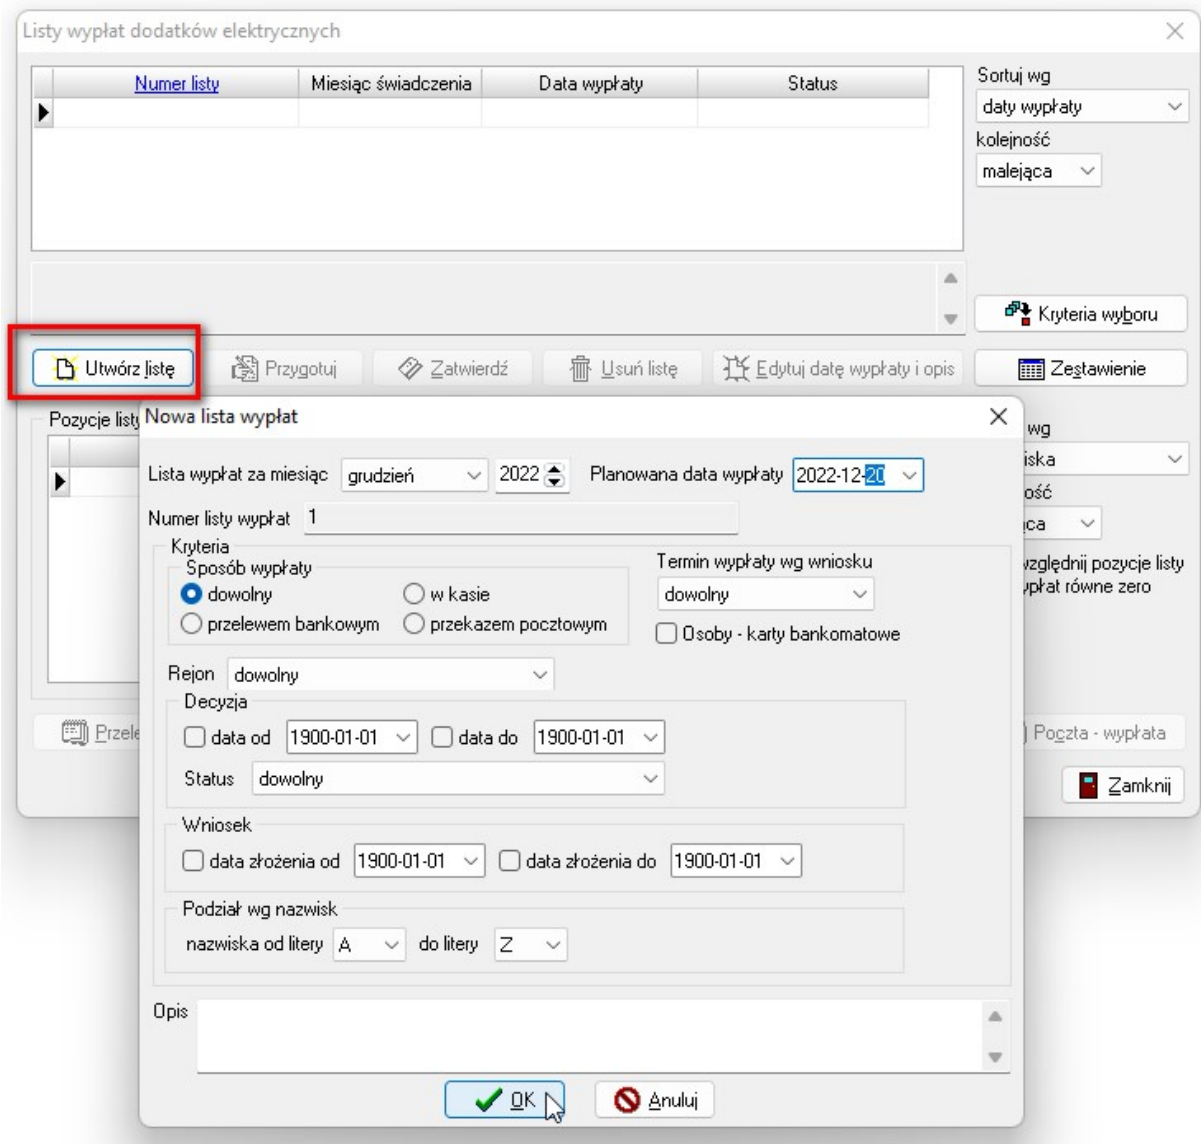 Listy wypłat dodatków elektrycznych
Numer listy Miesiąc świadczenia Data wypłaty Status
Sortuj wg
daty wypłaty
kolejność
malejąca
Kryteria wyboru
Utwórz listę Przygotuj Zatwierdź Usuń listę Edytuj datę wypłaty i opis Zestawienie
Pozycje listy
Nowa lista wypłat
wg
iska
ość
ca
względnij pozycje listy
ypłat równe zero
Lista wypłat za miesiąc grudzień 2022 Planowana data wypłaty 2022-12-20
Numer listy wypłat 1
Kryteria
Sposób wypłaty
dowolny w kasie
przelewem bankowym przekazem pocztowym
Termin wypłaty wg wniosku
dowolny
Osoby - karty bankomatowe
Rejon dowolny
Decyzja
data od 1900-01-01 data do 1900-01-01
Status dowolny
Przele
Poczta - wypłata
Zamknij
Wniosek
data złożenia od 1900-01-01 data złożenia do 1900-01-01
Podział wg nazwisk
nazwiska od litery A do litery Z
Opis
OK Anuluj